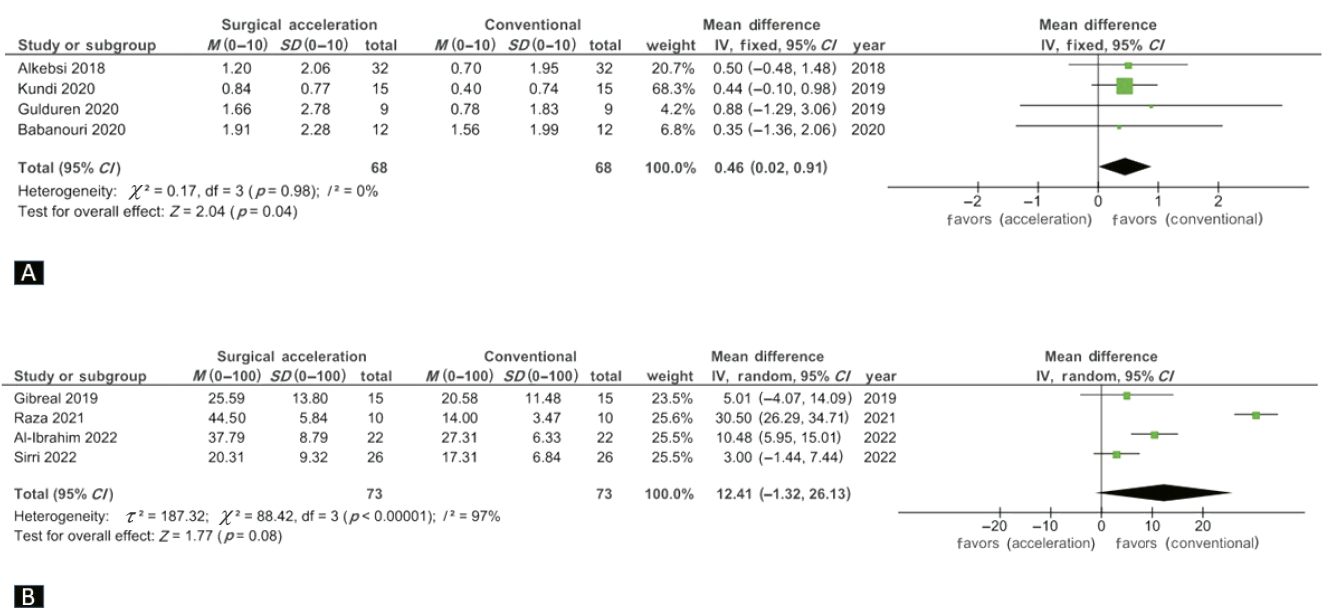 Surgical acceleration Conventional Mean difference Mean difference
Study or subgroup M (0–10) SD (0–10) total M (0–10) SD (0–10) total weight IV, fixed, 95% CI year IV, fixed, 95% CI
Alkebsi 2018 1.20 2.06 32 0.70 1.95 32 20.7% 0.50 (–0.48, 1.48) 2018
Kundi 2020 0.84 0.77 15 0.40 0.74 15 68.3% 0.44 (–0.10, 0.98) 2019
Gulduren 2020 1.66 2.78 9 0.78 1.83 9 4.2% 0.88 (–1.29, 3.06) 2019
Babanouri 2020 1.91 2.28 12 1.56 1.99 12 6.8% 0.35 (–1.36, 2.06) 2020
Total (95% CI) 68 68 100.0% 0.46 (0.02, 0.91)
Heterogeneity: χ² = 0.17, df = 3 (p = 0.98); I² = 0%
Test for overall effect: Z = 2.04 (p = 0.04)
–2 –1 0 1 2
favors (acceleration) favors (conventional)
A
Surgical acceleration Conventional Mean difference Mean difference
Study or subgroup M (0–100) SD (0–100) total M (0–100) SD (0–100) total weight IV, random, 95% CI year IV, random, 95% CI
Gibreal 2019 25.59 13.80 15 20.58 11.48 15 23.5% 5.01 (–4.07, 14.09) 2019
Raza 2021 44.50 5.84 10 14.00 3.47 10 25.6% 30.50 (26.29, 34.71) 2021
Al-Ibrahim 2022 37.79 8.79 22 27.31 6.33 22 25.5% 10.48 (5.95, 15.01) 2022
Sirri 2022 20.31 9.32 26 17.31 6.84 26 25.5% 3.00 (–1.44, 7.44) 2022
Total (95% CI) 73 73 100.0% 12.41 (–1.32, 26.13)
Heterogeneity: τ² = 187.32; χ² = 88.42, df = 3 (p < 0.00001); I² = 97%
Test for overall effect: Z = 1.77 (p = 0.08)
–20 –10 0 10 20
favors (acceleration) favors (conventional)
B